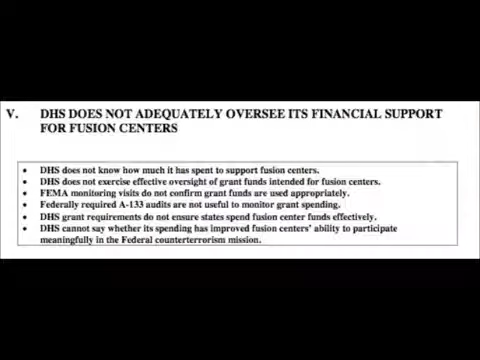 V. DHS DOES NOT ADEQUATELY OVERSEE ITS FINANCIAL SUPPORT
FOR FUSION CENTERS
• DHS does not know how much it has spent to support fusion centers.
• DHS does not exercise effective oversight of grant funds intended for fusion centers.
• FEMA monitoring visits do not confirm grant funds are used appropriately.
• Federally required A-133 audits are not useful to monitor grant spending.
• DHS grant requirements do not ensure states spend fusion center funds effectively.
• DHS cannot say whether its spending has improved fusion centers' ability to participate
meaningfully in the Federal counterterrorism mission.